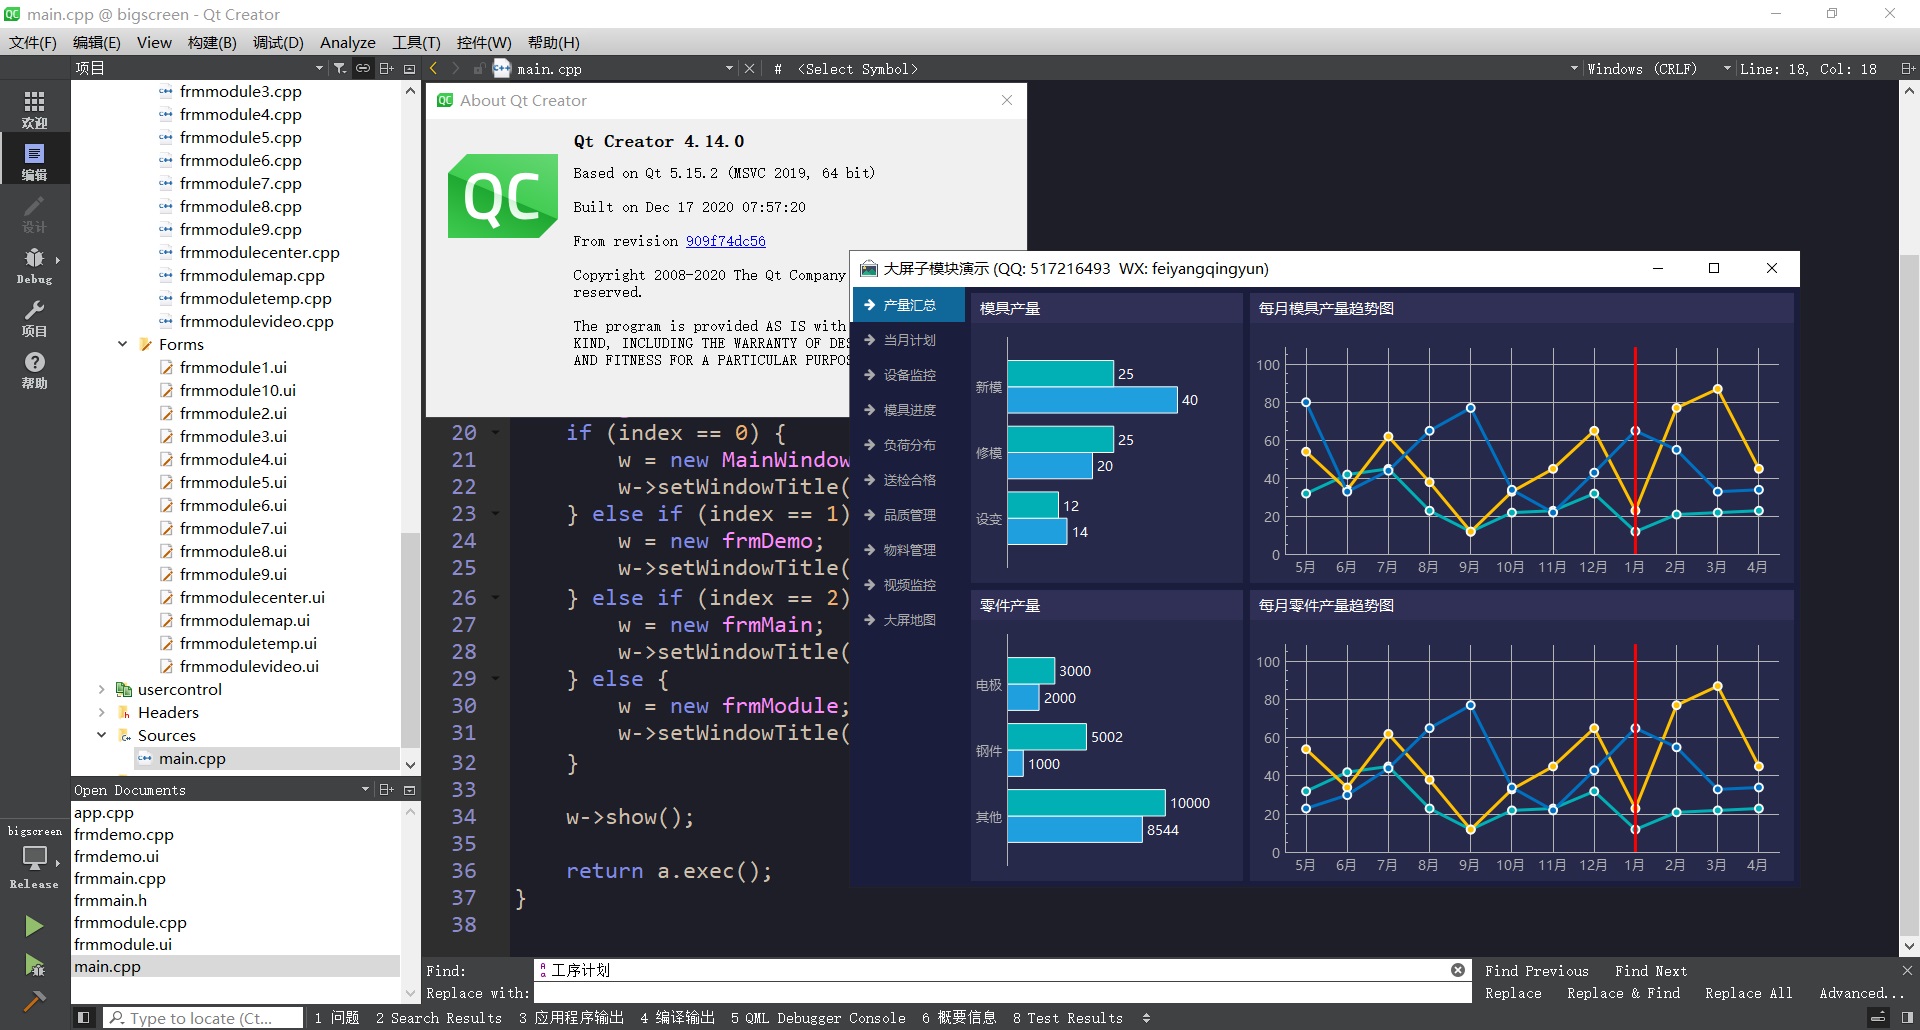 main.cpp @ bigscreen - Qt Creator
文件(F) 编辑(E) View 构建(B) 调试(D) Analyze 工具(T) 控件(W) 帮助(H)
项目
main.cpp
# <Select Symbol>
Windows (CRLF)
Line: 18, Col: 18
欢迎
编辑
设计
Debug
项目
帮助
bigscreen
Release
frmmodule3.cpp
frmmodule4.cpp
frmmodule5.cpp
frmmodule6.cpp
frmmodule7.cpp
frmmodule8.cpp
frmmodule9.cpp
frmmodulecenter.cpp
frmmodulemap.cpp
frmmoduletemp.cpp
frmmodulevideo.cpp
Forms
frmmodule1.ui
frmmodule10.ui
frmmodule2.ui
frmmodule3.ui
frmmodule4.ui
frmmodule5.ui
frmmodule6.ui
frmmodule7.ui
frmmodule8.ui
frmmodule9.ui
frmmodulecenter.ui
frmmodulemap.ui
frmmoduletemp.ui
frmmodulevideo.ui
usercontrol
Headers
Sources
main.cpp
Open Documents
app.cpp
frmdemo.cpp
frmdemo.ui
frmmain.cpp
frmmain.h
frmmodule.cpp
frmmodule.ui
main.cpp
About Qt Creator
QC
Qt Creator 4.14.0
Based on Qt 5.15.2 (MSVC 2019, 64 bit)
Built on Dec 17 2020 07:57:20
From revision 909f74dc56
Copyright 2008-2020 The Qt Company
reserved.
The program is provided AS IS with
KIND, INCLUDING THE WARRANTY OF DES
AND FITNESS FOR A PARTICULAR PURPOS
20 if (index == 0) {
21 w = new MainWindow
22 w->setWindowTitle(
23 } else if (index == 1)
24 w = new frmDemo;
25 w->setWindowTitle(
26 } else if (index == 2)
27 w = new frmMain;
28 w->setWindowTitle(
29 } else {
30 w = new frmModule;
31 w->setWindowTitle(
32 }
33
34 w->show();
35
36 return a.exec();
37 }
38
大屏子模块演示 (QQ: 517216493 WX: feiyangqingyun)
产量汇总
当月计划
设备监控
模具进度
负荷分布
送检合格
品质管理
物料管理
视频监控
大屏地图
模具产量
新模 25 40
修模 25 20
设变 12 14
每月模具产量趋势图
100
80
60
40
20
0
5月 6月 7月 8月 9月 10月 11月 12月 1月 2月 3月 4月
零件产量
电极 3000 2000
钢件 5002 1000
其他 10000 8544
每月零件产量趋势图
100
80
60
40
20
0
5月 6月 7月 8月 9月 10月 11月 12月 1月 2月 3月 4月
Find: 工序计划
Find Previous Find Next
Replace with:
Replace Replace & Find Replace All Advanced...
Type to locate (Ct...
1 问题 2 Search Results 3 应用程序输出 4 编译输出 5 QML Debugger Console 6 概要信息 8 Test Results